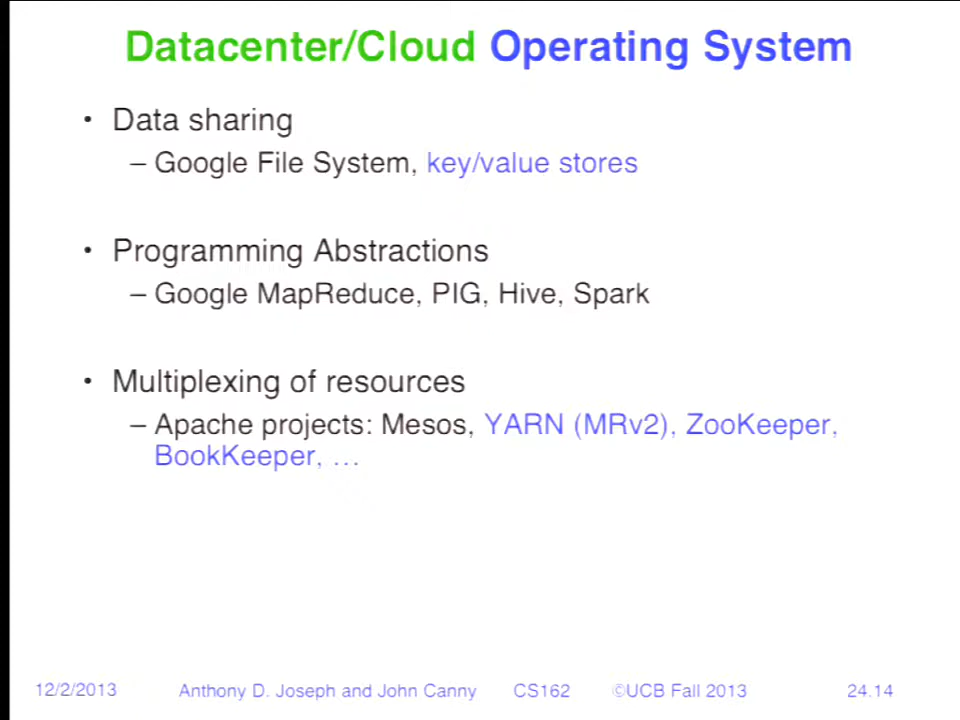 Datacenter/Cloud Operating System
• Data sharing
– Google File System, key/value stores
• Programming Abstractions
– Google MapReduce, PIG, Hive, Spark
• Multiplexing of resources
– Apache projects: Mesos, YARN (MRv2), ZooKeeper,
BookKeeper, …
12/2/2013 Anthony D. Joseph and John Canny CS162 ©UCB Fall 2013 24.14